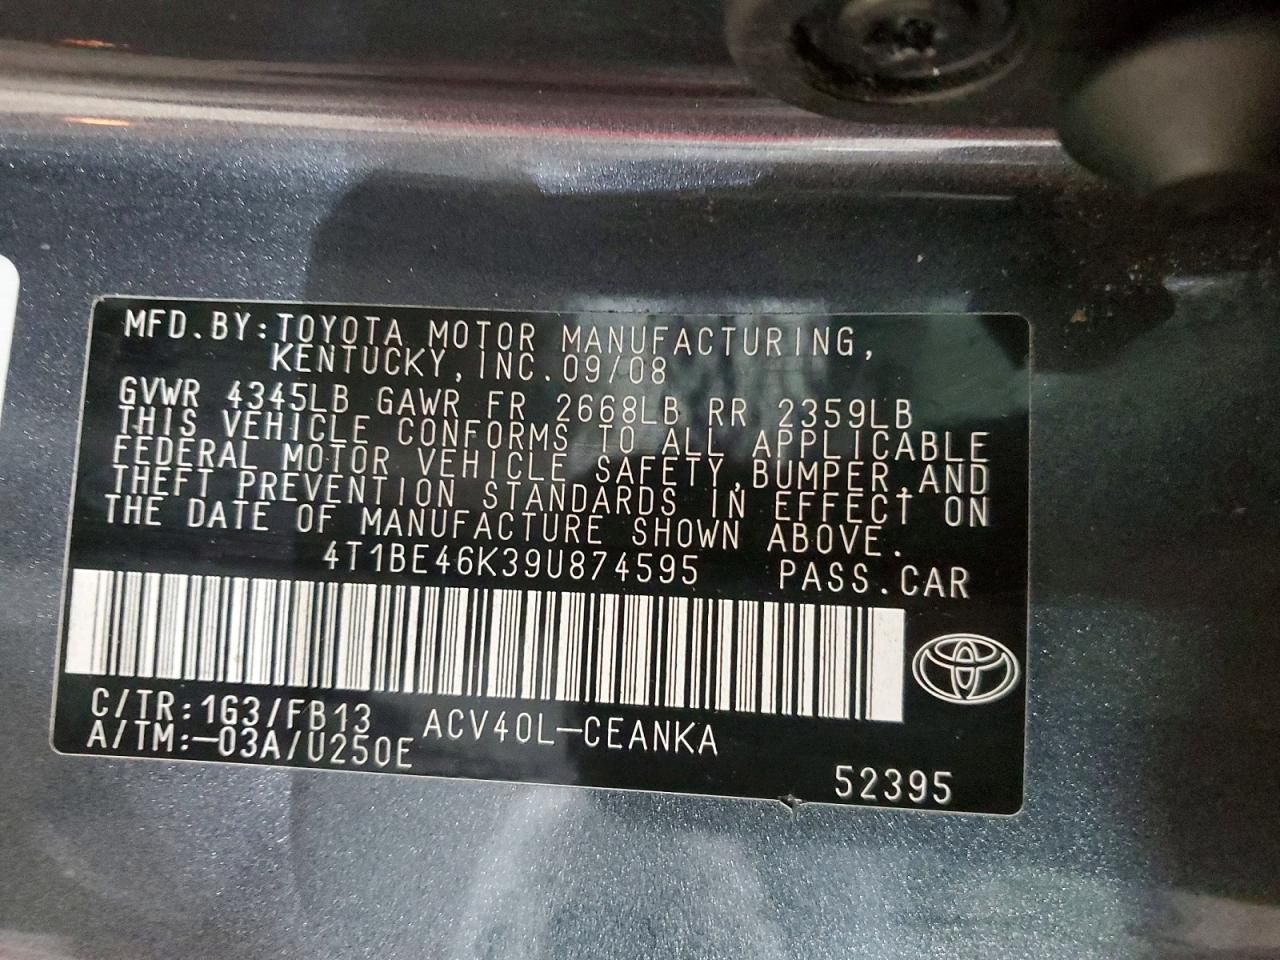 MFD.BY:TOYOTA MOTOR MANUFACTURING,
KENTUCKY,INC.09/08
GVWR 4345LB GAWR FR 2668LB RR 2359LB
THIS VEHICLE CONFORMS TO ALL APPLICABLE
FEDERAL MOTOR VEHICLE SAFETY,BUMPER,AND
THEFT PREVENTION STANDARDS IN EFFECT ON
THE DATE OF MANUFACTURE SHOWN ABOVE.
4T1BE46K39U874595 PASS.CAR
C/TR:1G3/FB13 ACV40L-CEANKA
A/TM:-03A/U250E
52395